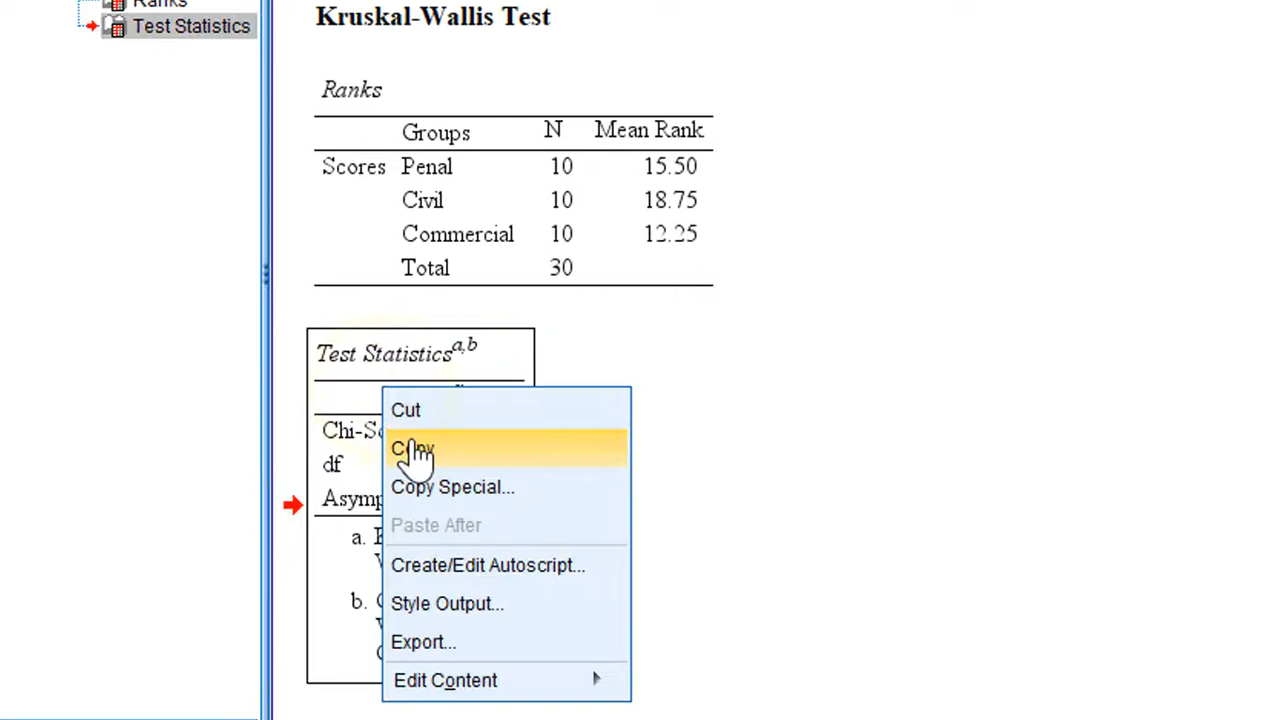 Ranks
Test Statistics
Kruskal-Wallis Test
Ranks
Groups N Mean Rank
Scores Penal 10 15.50
Civil 10 18.75
Commercial 10 12.25
Total 30
Test Statistics a,b
Chi-S
df
Asymp
a.
b.
Cut
Copy
Copy Special...
Paste After
Create/Edit Autoscript...
Style Output...
Export...
Edit Content